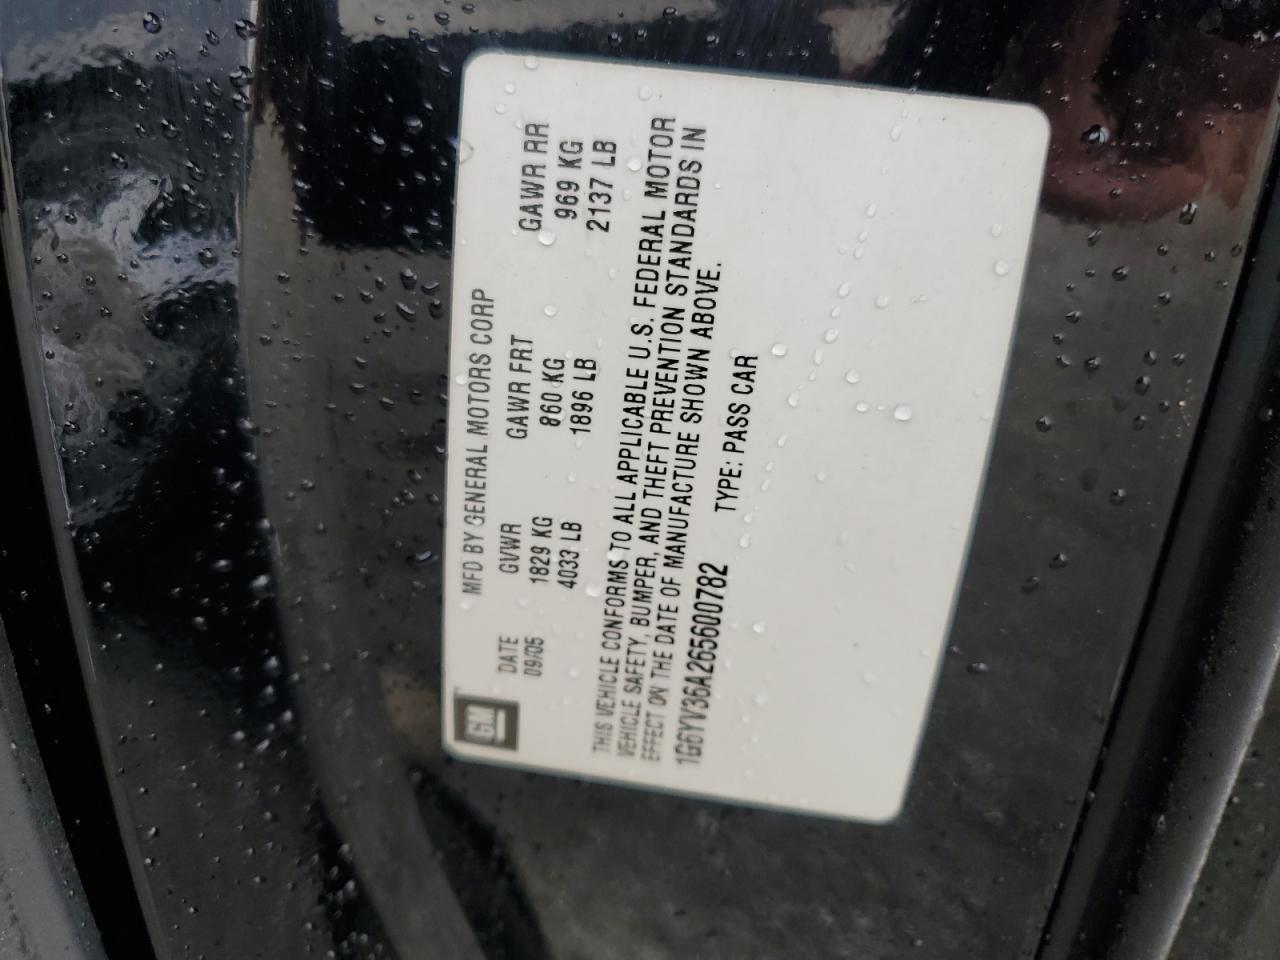 MFD BY GENERAL MOTORS CORP
DATE GVWR GAWR FRT GAWR RR
09/05 1829 KG 860 KG 969 KG
4033 LB 1896 LB 2137 LB
GM
THIS VEHICLE CONFORMS TO ALL APPLICABLE U.S. FEDERAL MOTOR
VEHICLE SAFETY, BUMPER, AND THEFT PREVENTION STANDARDS IN
EFFECT ON THE DATE OF MANUFACTURE SHOWN ABOVE.
1G6YV36A265600782 TYPE: PASS CAR